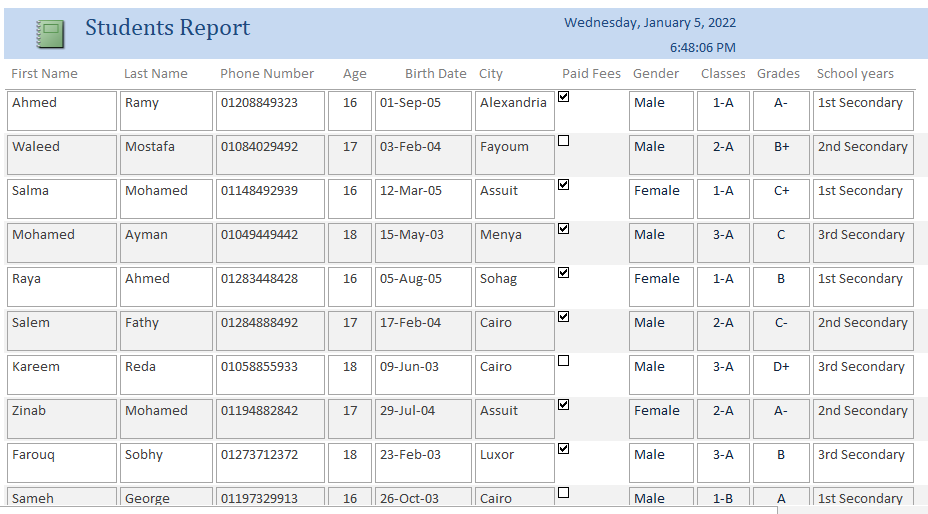 Students Report
Wednesday, January 5, 2022
6:48:06 PM
First Name Last Name Phone Number Age Birth Date City Paid Fees Gender Classes Grades School years
Ahmed Ramy 01208849323 16 01-Sep-05 Alexandria Male 1-A A- 1st Secondary
Waleed Mostafa 01084029492 17 03-Feb-04 Fayoum Male 2-A B+ 2nd Secondary
Salma Mohamed 01148492939 16 12-Mar-05 Assuit Female 1-A C+ 1st Secondary
Mohamed Ayman 01049449442 18 15-May-03 Menya Male 3-A C 3rd Secondary
Raya Ahmed 01283448428 16 05-Aug-05 Sohag Female 1-A B 1st Secondary
Salem Fathy 01284888492 17 17-Feb-04 Cairo Male 2-A C- 2nd Secondary
Kareem Reda 01058855933 18 09-Jun-03 Cairo Male 3-A D+ 3rd Secondary
Zinab Mohamed 01194882842 17 29-Jul-04 Assuit Female 2-A A- 2nd Secondary
Farouq Sobhy 01273712372 18 23-Feb-03 Luxor Male 3-A B 3rd Secondary
Sameh George 01197329913 16 26-Oct-03 Cairo Male 1-B A 1st Secondary